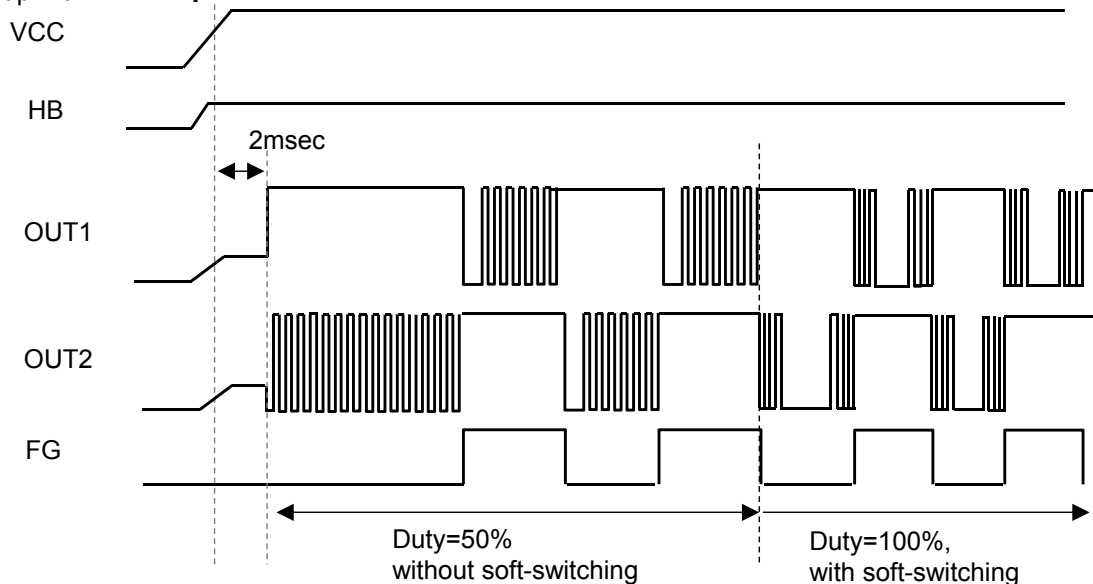 VCC
HB
2msec
OUT1
OUT2
FG
Duty=50%
without soft-switching
Duty=100%,
with soft-switching